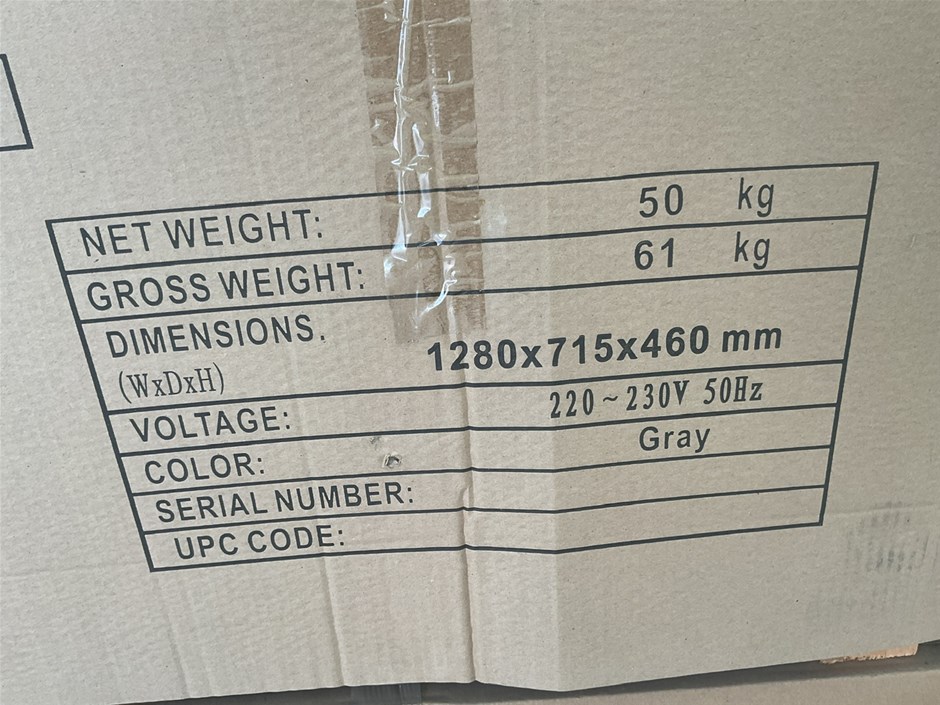 NET WEIGHT: 50 kg
GROSS WEIGHT: 61 kg
DIMENSIONS. 
(WxDxH) 1280x715x460 mm
VOLTAGE: 220~230V 50Hz
COLOR: Gray
SERIAL NUMBER:
UPC CODE: